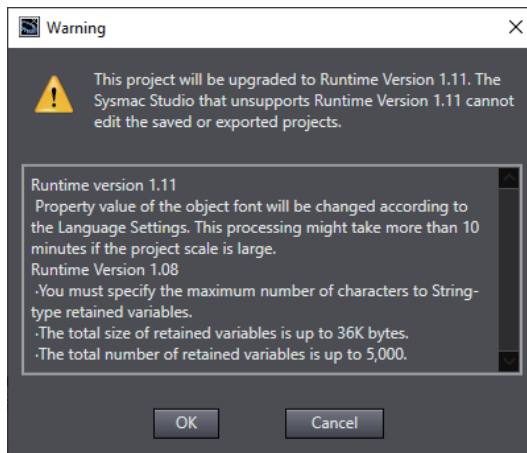 Warning
This project will be upgraded to Runtime Version 1.11. The
Sysmac Studio that unsupports Runtime Version 1.11 cannot
edit the saved or exported projects.
Runtime version 1.11
Property value of the object font will be changed according to
the Language Settings. This processing might take more than 10
minutes if the project scale is large.
Runtime Version 1.08
·You must specify the maximum number of characters to String-
type retained variables.
·The total size of retained variables is up to 36K bytes.
·The total number of retained variables is up to 5,000.
OK
Cancel